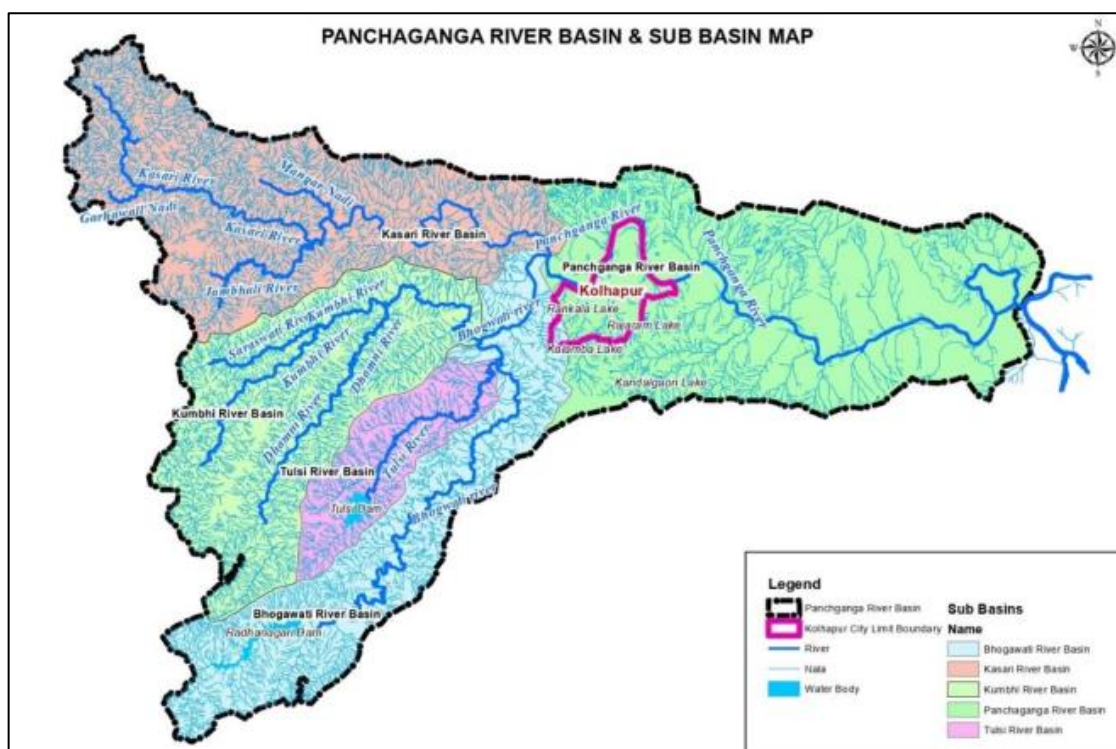 PANCHAGANGA RIVER BASIN & SUB BASIN MAP
N
W
E
S
Kasari River
Mangar Nadi
Garhawali Nadi
Kasari River
Kasari River Basin
Panchganga River
Jambhali River
Panchganga River Basin
Panchganga River
Kolhapur
Kumbhi River
Saraswati River
Bhogwati-river
Rankala Lake
Rajaram Lake
Kumbhi River
Dhamni River
Kalamba Lake
Kandalgaon Lake
Kumbhi River Basin
Dhamni River
Tulsi River
Tulsi River Basin
Tulsi Dam
Bhogwati-river
Bhogawati River Basin
Radhanagari Dam
Legend
Panchganga River Basin
Kolhapur City Limit Boundary
River
Nala
Water Body
Sub Basins
Name
Bhogawati River Basin
Kasari River Basin
Kumbhi River Basin
Panchaganga River Basin
Tulsi River Basin